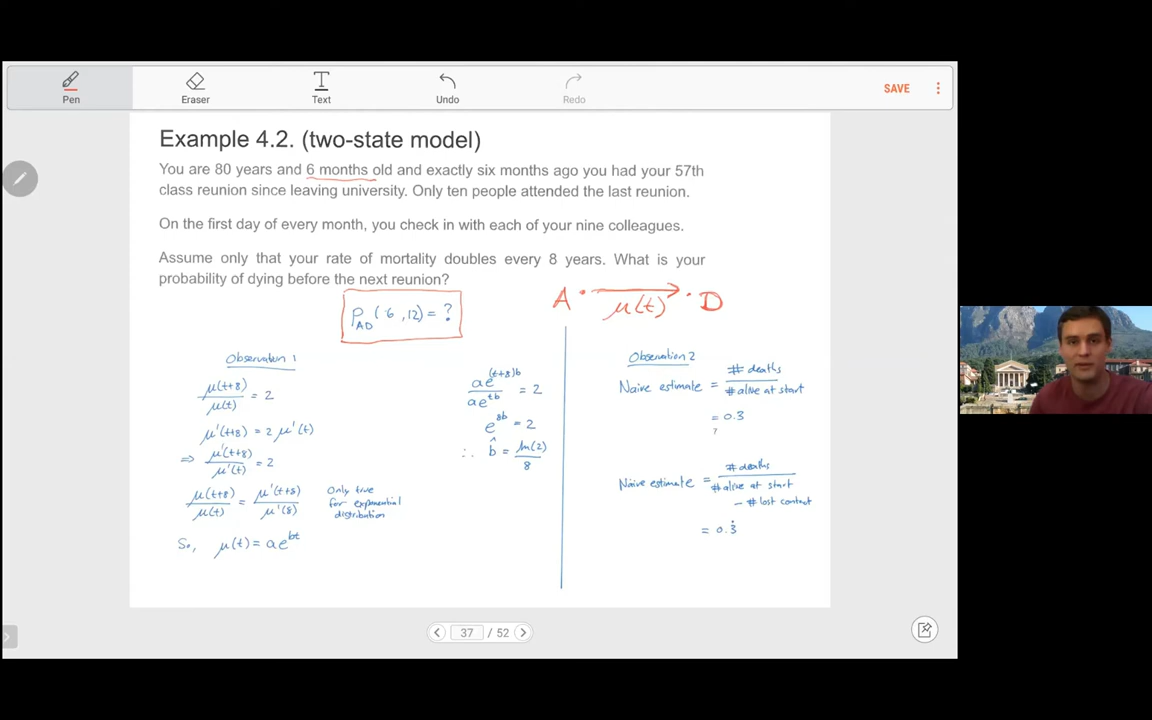 Pen
Eraser
Text
Undo
Redo
SAVE
Example 4.2. (two-state model)
You are 80 years and 6 months old and exactly six months ago you had your 57th
class reunion since leaving university. Only ten people attended the last reunion.
On the first day of every month, you check in with each of your nine colleagues.
Assume only that your rate of mortality doubles every 8 years. What is your
probability of dying before the next reunion?
P_AD (6,12) = ?
A · → · D
μ(t)
Observation 1
μ(t+8)/μ(t) = 2
μ'(t+8) = 2 μ'(t)
⇒ μ'(t+8)/μ'(t) = 2
μ(t+8)/μ(t) = μ'(t+8)/μ'(8)
Only true
for exponential
distribution
So, μ(t) = ae^{bt}
ae^{(t+8)b}/ae^{tb} = 2
e^{8b} = 2
∴ b̂ = ln(2)/8
Observation 2
Naive estimate = # deaths / # alive at start
= 0.3
?
Naive estimate = # deaths / # alive at start
- # lost contact
= 0.3̇
37 / 52